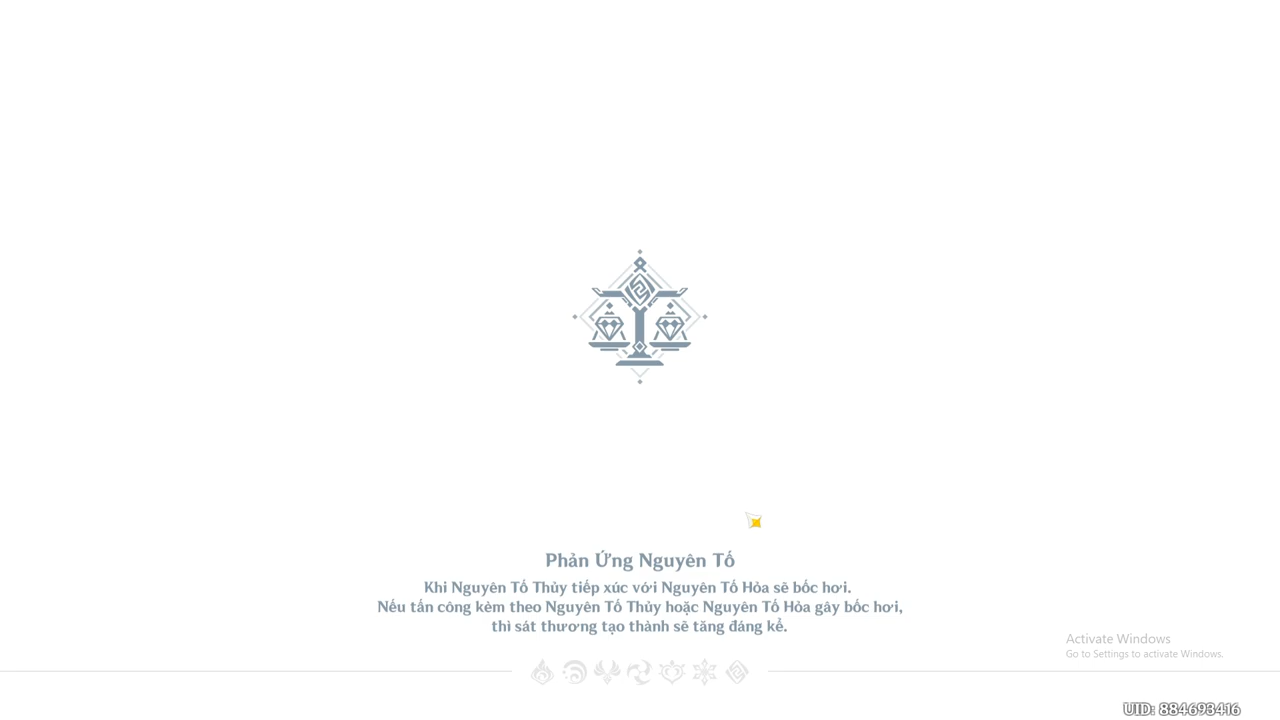 Phản Ứng Nguyên Tố
Khi Nguyên Tố Thủy tiếp xúc với Nguyên Tố Hỏa sẽ bốc hơi.
Nếu tấn công kèm theo Nguyên Tố Thủy hoặc Nguyên Tố Hỏa gây bốc hơi,
thì sát thương tạo thành sẽ tăng đáng kể.
Activate Windows
Go to Settings to activate Windows.
UID: 884693416